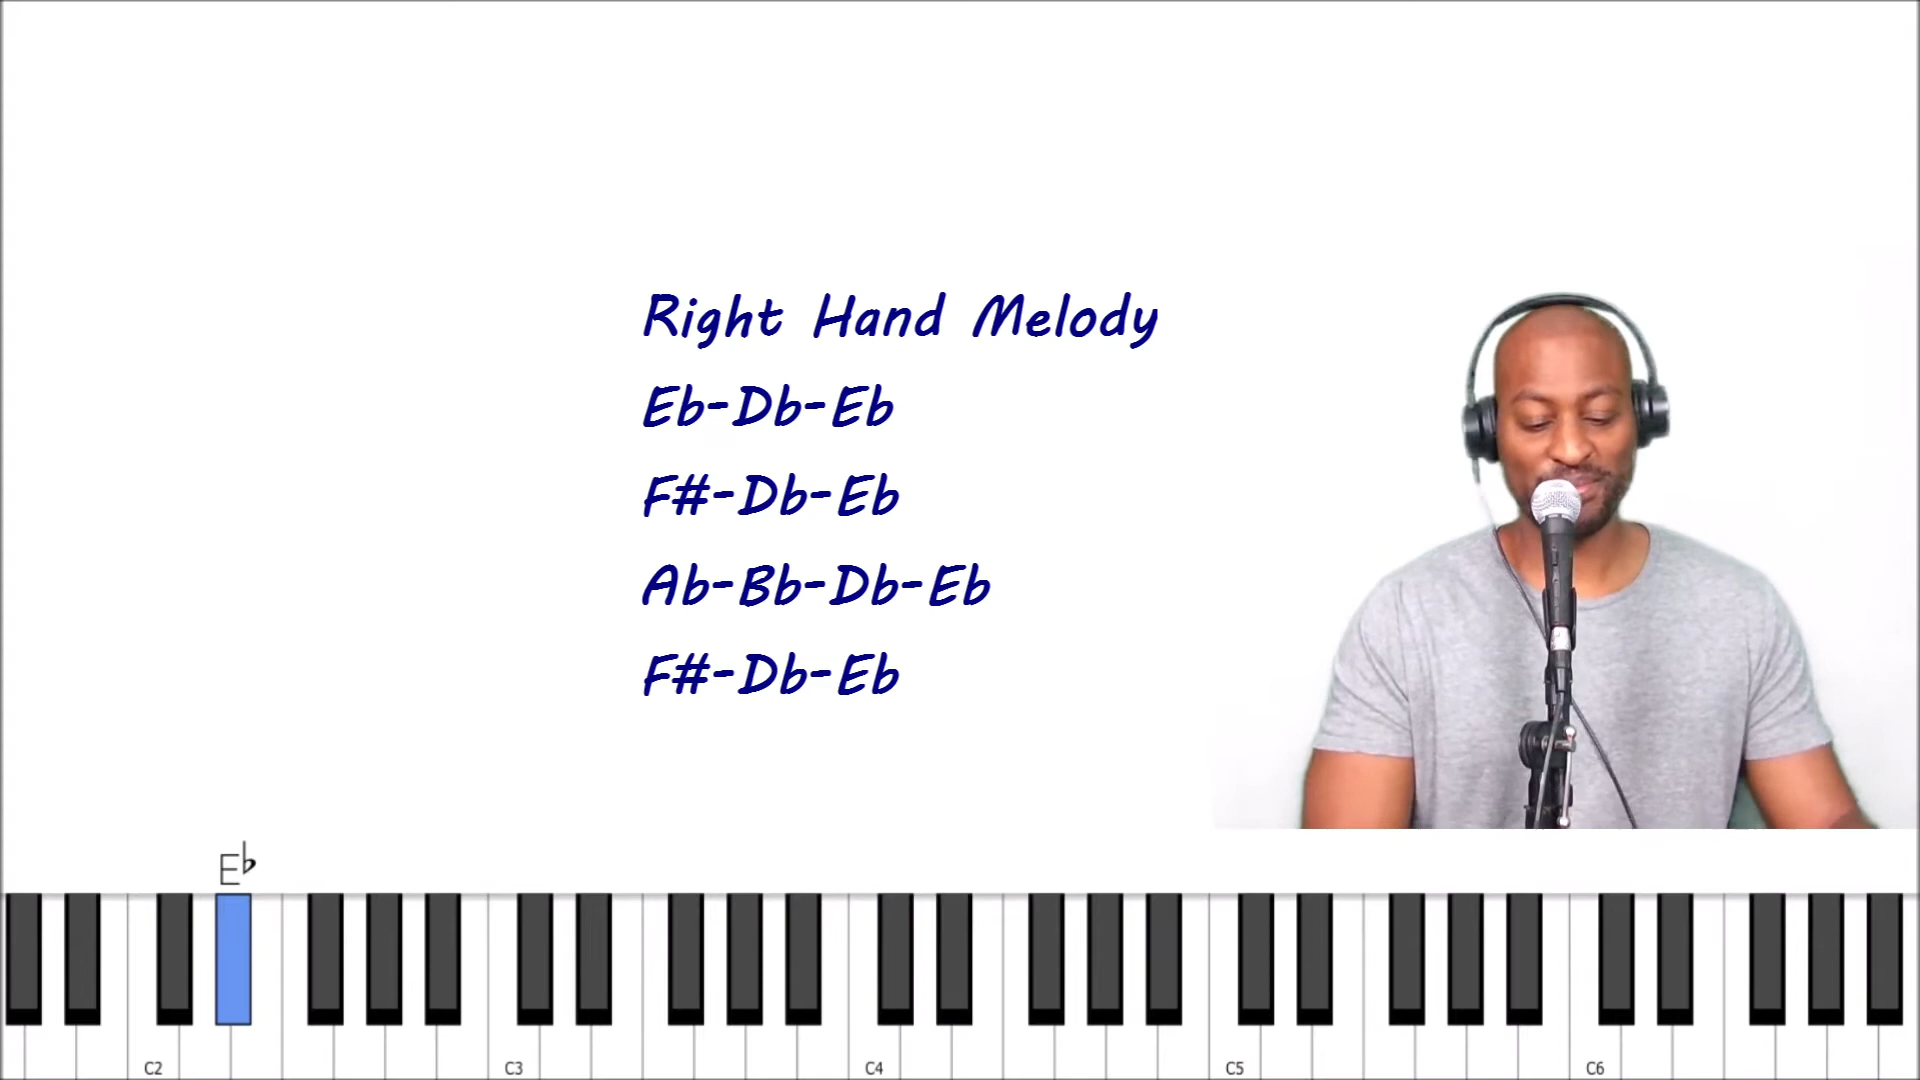 Right Hand Melody
Eb-Db-Eb
F#-Db-Eb
Ab-Bb-Db-Eb
F#-Db-Eb
E♭
C2 C3 C4 C5 C6